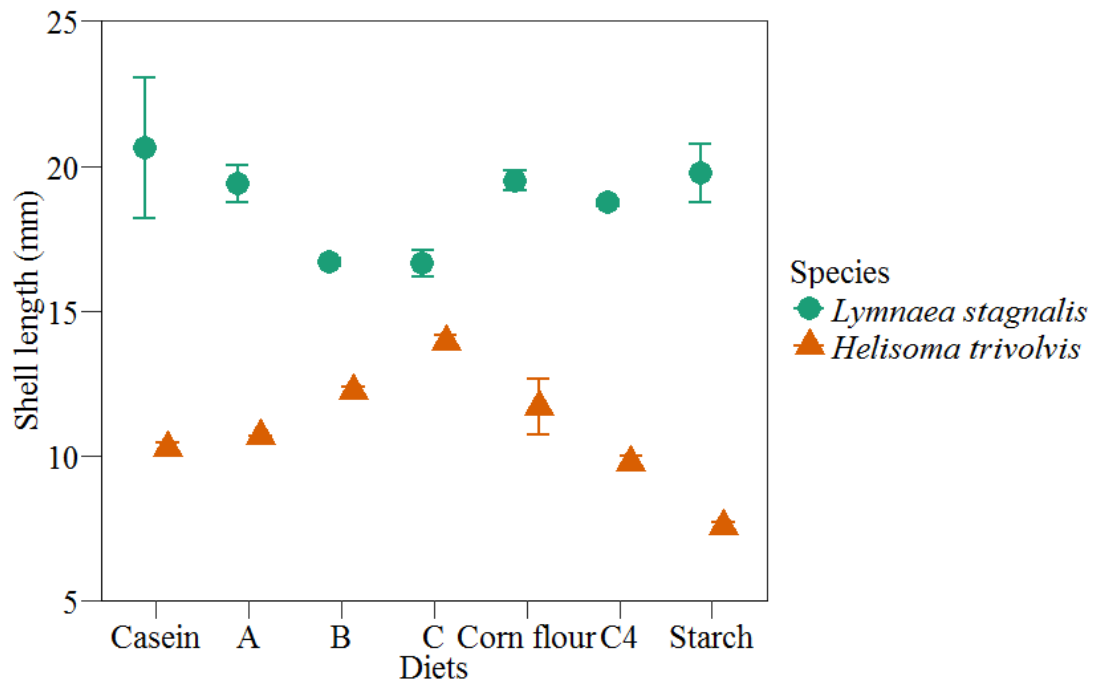 25
20
15
10
5
Shell length (mm)
Casein A B C Corn flour C4 Starch
Diets
Species
Lymnaea stagnalis
Helisoma trivolvis